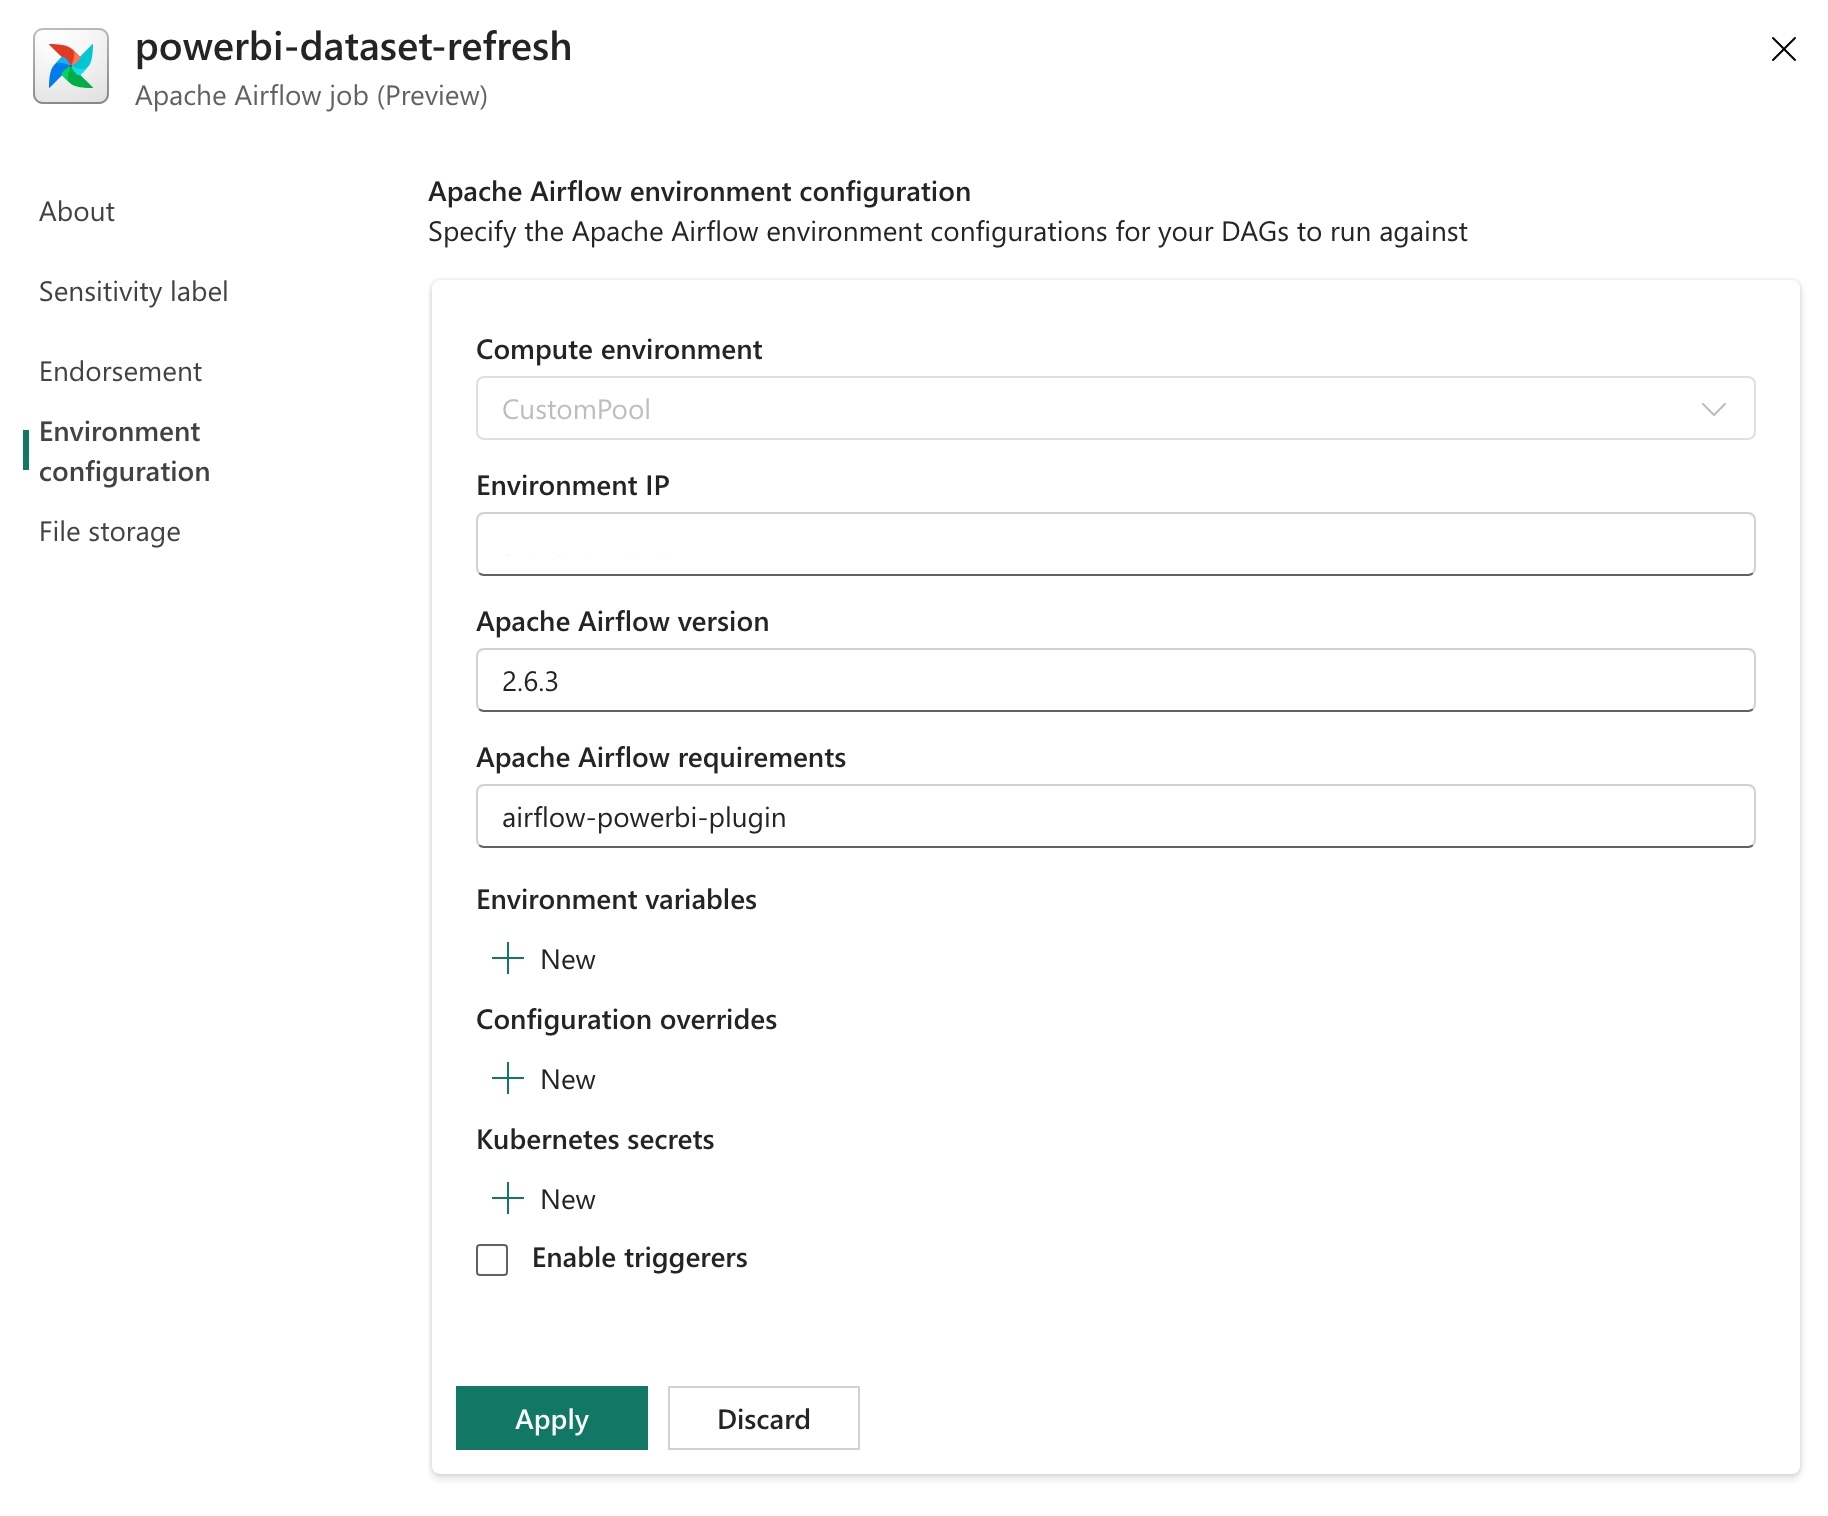 powerbi-dataset-refresh
Apache Airflow job (Preview)
About
Sensitivity label
Endorsement
Environment
configuration
File storage
Apache Airflow environment configuration
Specify the Apache Airflow environment configurations for your DAGs to run against
Compute environment
CustomPool
Environment IP
Apache Airflow version
2.6.3
Apache Airflow requirements
airflow-powerbi-plugin
Environment variables
New
Configuration overrides
New
Kubernetes secrets
New
Enable triggerers
Apply
Discard